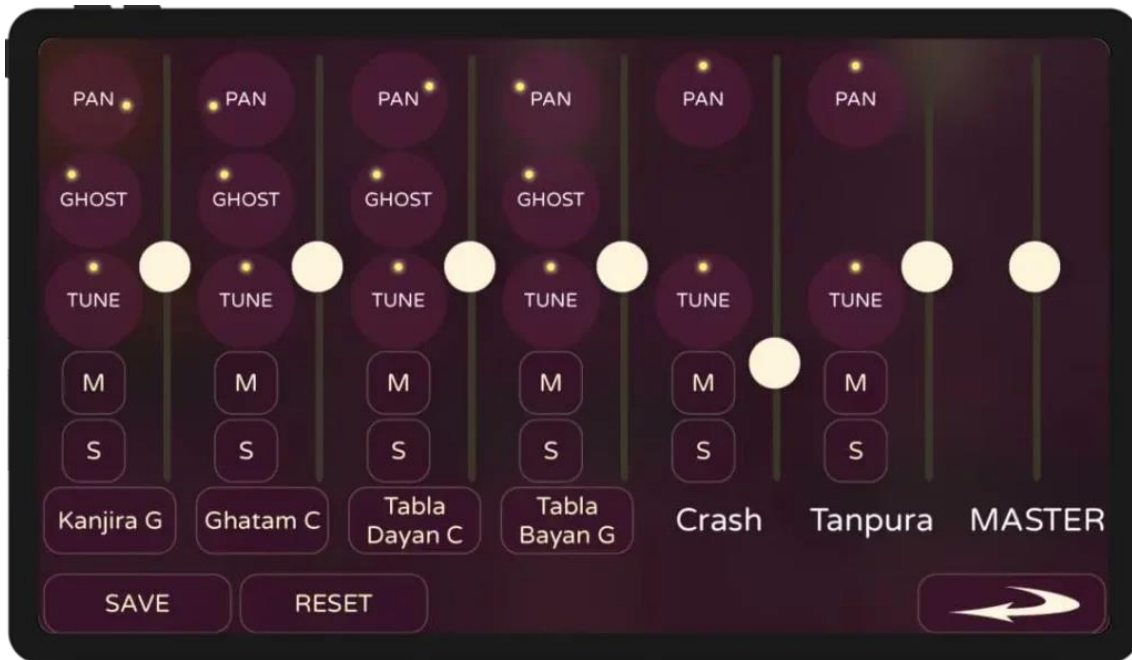 PAN PAN PAN PAN PAN PAN
GHOST GHOST GHOST GHOST
TUNE TUNE TUNE TUNE TUNE TUNE
M M M M M M
S S S S S S
Kanjira G
Ghatam C
Tabla
Dayan C
Tabla
Bayan G
Crash
Tanpura
MASTER
SAVE
RESET